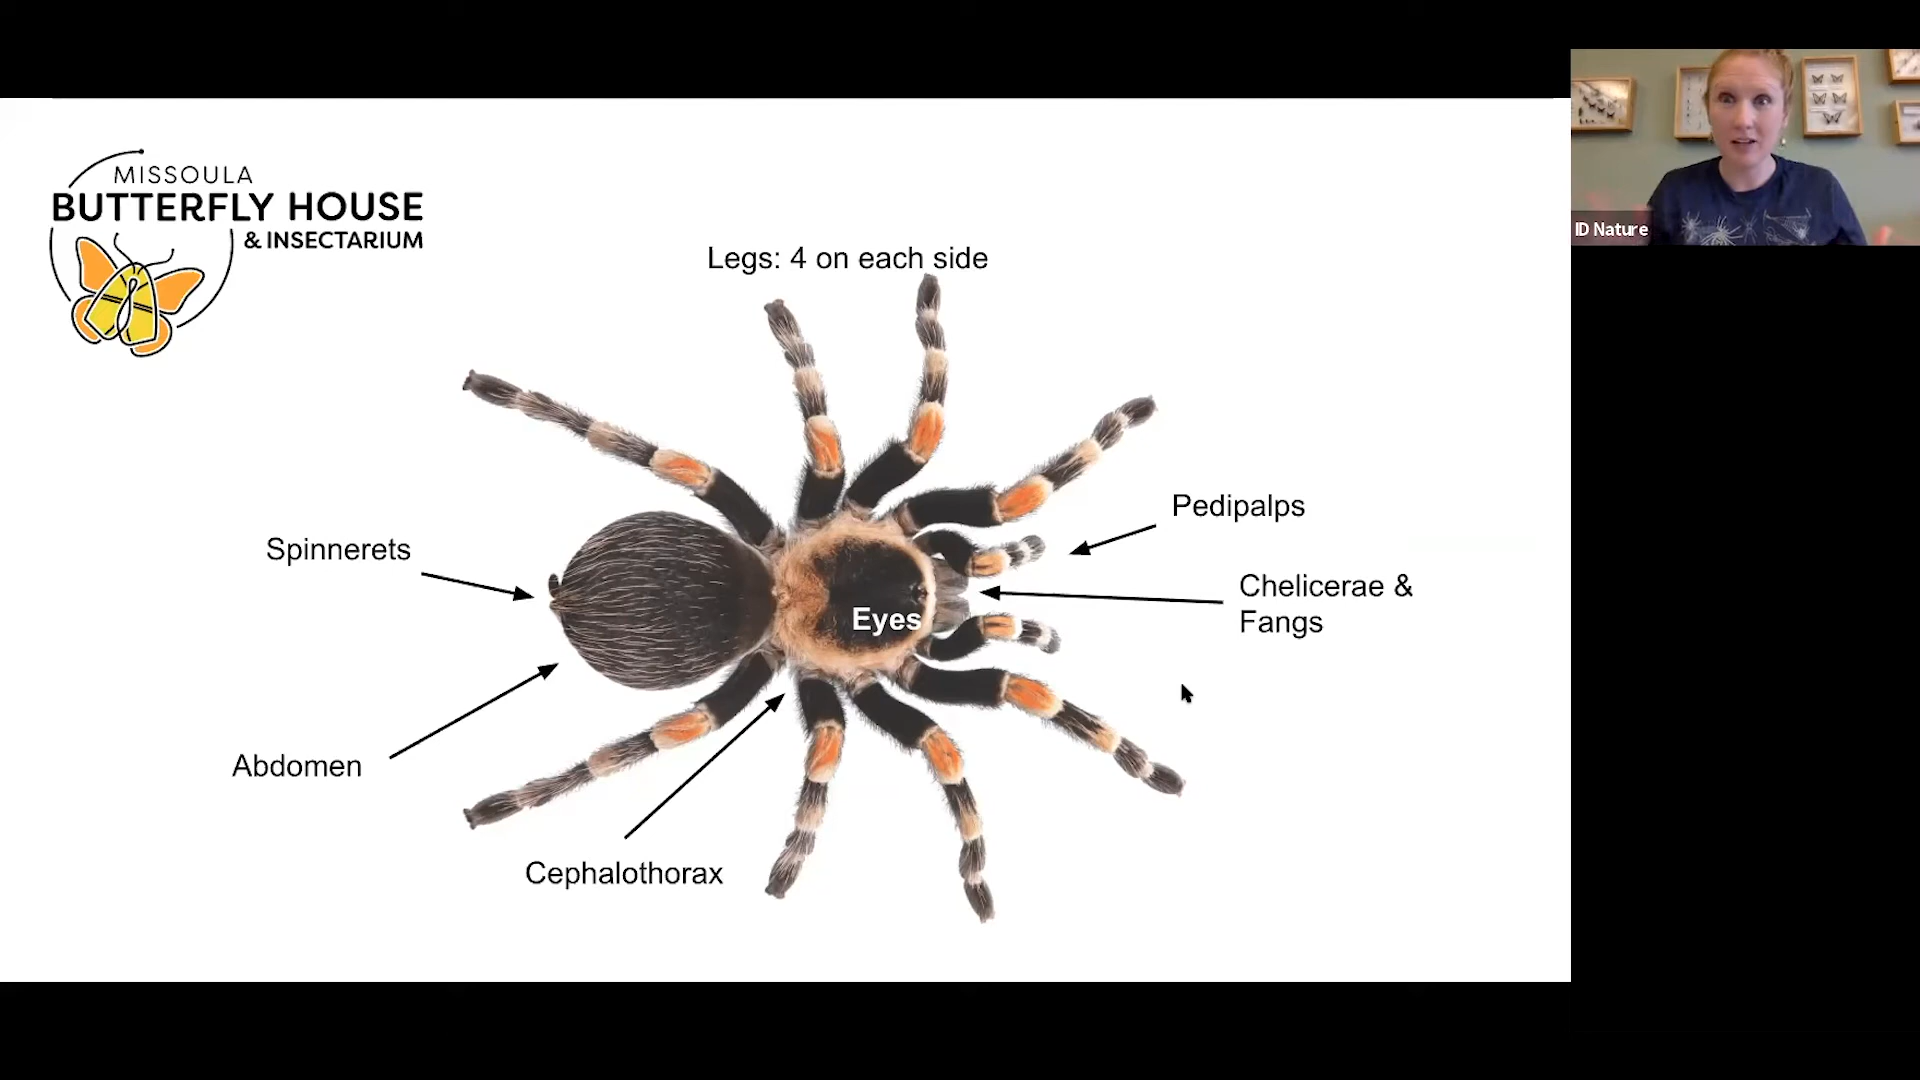 MISSOULA
BUTTERFLY HOUSE
& INSECTARIUM
ID Nature
Legs: 4 on each side
Pedipalps
Spinnerets
Chelicerae &
Fangs
Eyes
Abdomen
Cephalothorax